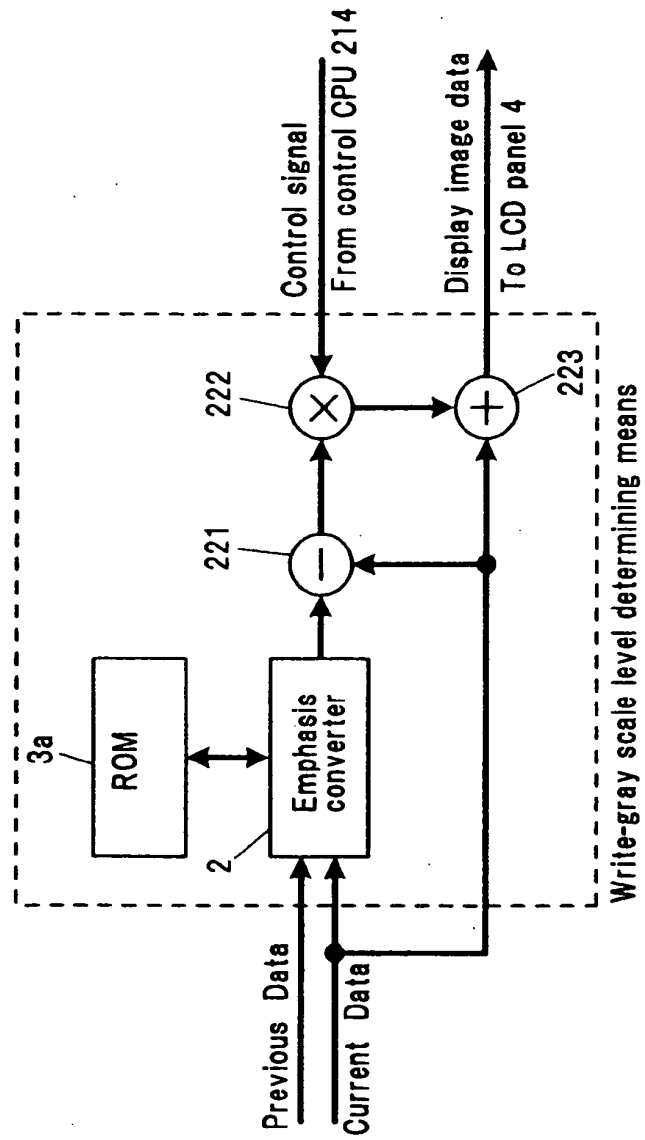 Previous Data
Current Data
3a
ROM
2
Emphasis
converter
221
−
222
×
223
+
Control signal
From control CPU 214
Display image data
To LCD panel 4
Write-gray scale level determining means